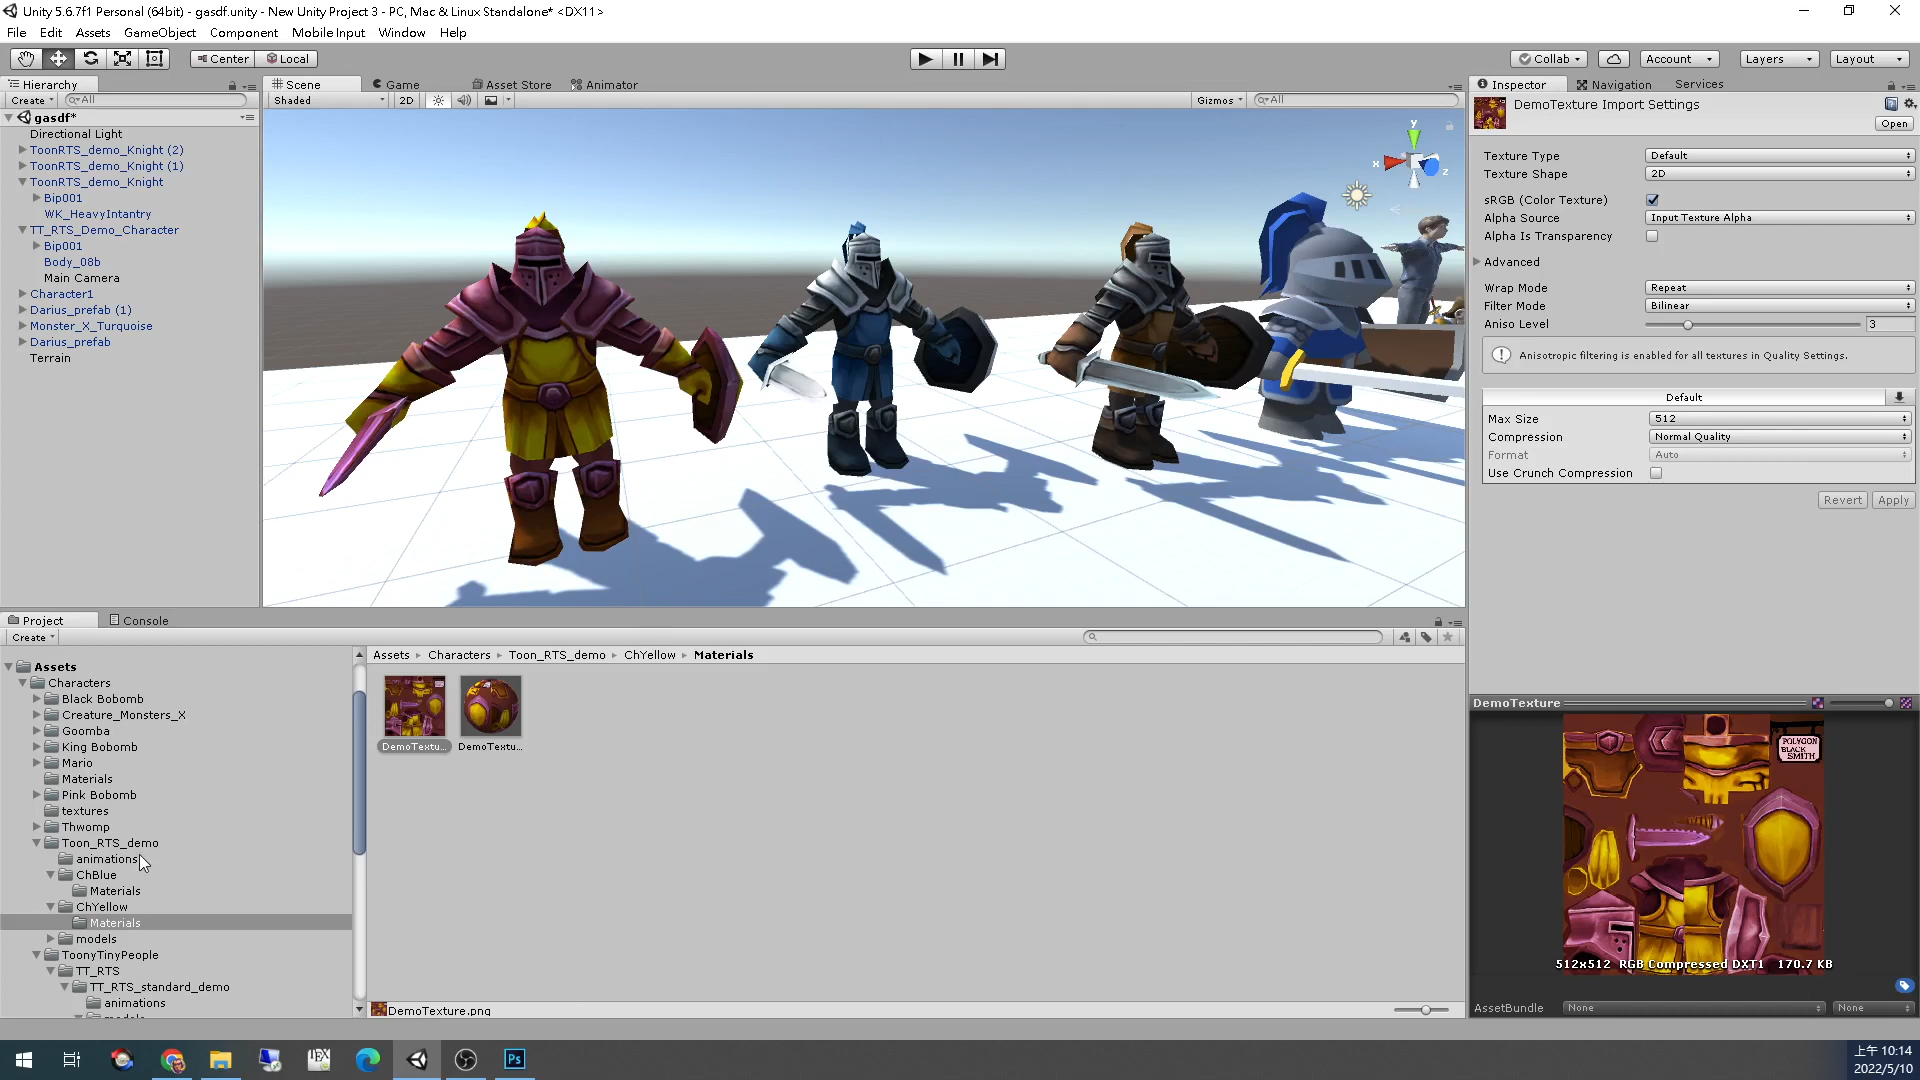 Unity 5.6.7f1 Personal (64bit) - gasdf.unity - New Unity Project 3 - PC, Mac & Linux Standalone* <DX11>
File Edit Assets GameObject Component Mobile Input Window Help
Center Local Collab Account Layers Layout
Hierarchy
Create All
gasdf*
Directional Light
ToonRTS_demo_Knight (2)
ToonRTS_demo_Knight (1)
ToonRTS_demo_Knight
Bip001
WK_HeavyIntantry
TT_RTS_Demo_Character
Bip001
Body_08b
Main Camera
Character1
Darius_prefab (1)
Monster_X_Turquoise
Darius_prefab
Terrain
Scene Game Asset Store Animator
Shaded 2D Gizmos All
y
x
z
Inspector Navigation Services
DemoTexture Import Settings
Open
Texture Type Default
Texture Shape 2D
sRGB (Color Texture)
Alpha Source Input Texture Alpha
Alpha Is Transparency
Advanced
Wrap Mode Repeat
Filter Mode Bilinear
Aniso Level 3
Anisotropic filtering is enabled for all textures in Quality Settings.
Default
Max Size 512
Compression Normal Quality
Format Auto
Use Crunch Compression
Revert Apply
Project Console
Create
Assets
Characters
Black Bobomb
Creature_Monsters_X
Goomba
King Bobomb
Mario
Materials
Pink Bobomb
textures
Thwomp
Toon_RTS_demo
animations
ChBlue
Materials
ChYellow
Materials
models
ToonyTinyPeople
TT_RTS
TT_RTS_standard_demo
animations
Assets Characters Toon_RTS_demo ChYellow Materials
DemoTextu... DemoTextu...
DemoTexture.png
DemoTexture
POLYGON
BLACK
SMITH
512x512 RGB Compressed DXT1 170.7 KB
AssetBundle None None
TEX
Ps
上午 10:14
2022/5/10